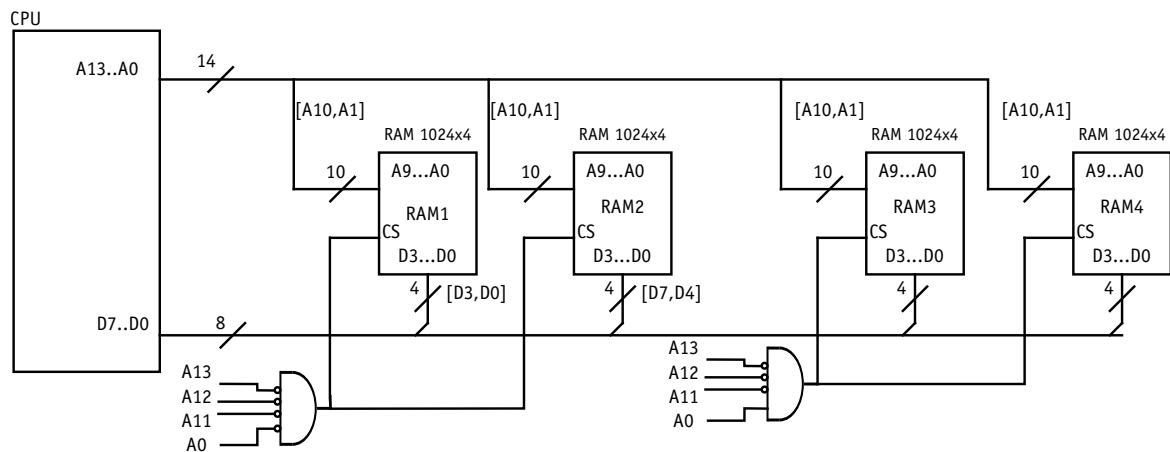 CPU
A13..A0
14
[A10,A1]
[A10,A1]
[A10,A1]
[A10,A1]
RAM 1024x4
RAM 1024x4
RAM 1024x4
RAM 1024x4
10
A9...A0
10
A9...A0
10
A9...A0
10
A9...A0
RAM1
RAM2
RAM3
RAM4
CS
CS
CS
CS
D3...D0
D3...D0
D3...D0
D3...D0
4
[D3,D0]
4
[D7,D4]
4
4
D7..D0
8
A13
A12
A11
A0
A13
A12
A11
A0